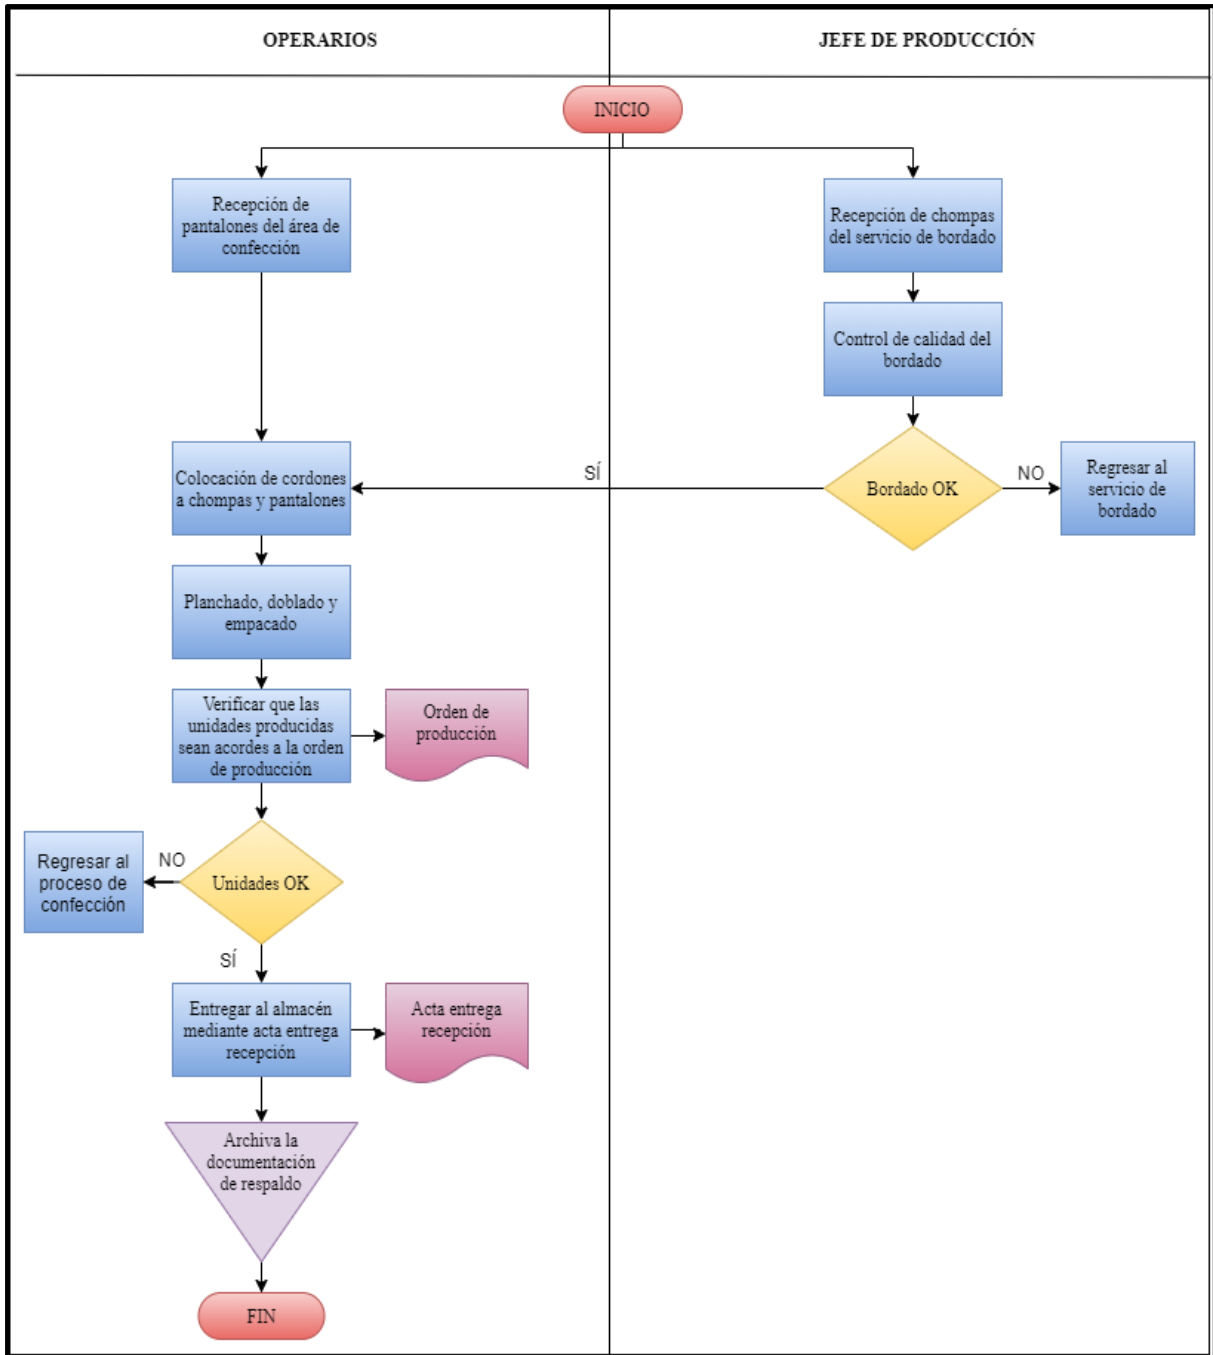 OPERARIOS
JEFE DE PRODUCCIÓN
INICIO
Recepción de
pantalones del área de
confección
Recepción de chompas
del servicio de bordado
Control de calidad del
bordado
Colocación de cordones
a chompas y pantalones
SÍ
Bordado OK
NO
Regresar al
servicio de
bordado
Planchado, doblado y
empacado
Verificar que las
unidades producidas
sean acordes a la orden
de producción
Orden de
producción
Regresar al
proceso de
confección
NO
Unidades OK
SÍ
Entregar al almacén
mediante acta entrega
recepción
Acta entrega
recepción
Archiva la
documentación
de respaldo
FIN